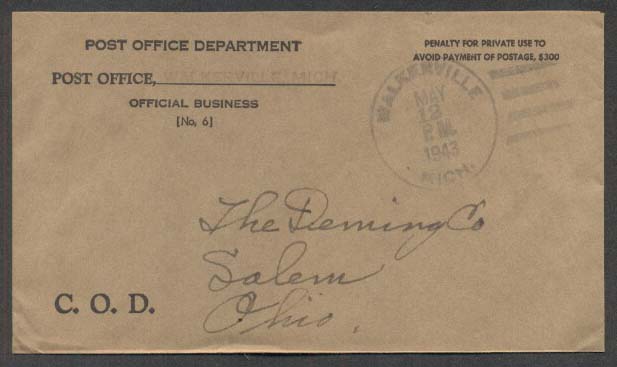 POST OFFICE DEPARTMENT
POST OFFICE, WALKERVILLE MICH
OFFICIAL BUSINESS
[No. 6]
PENALTY FOR PRIVATE USE TO
AVOID PAYMENT OF POSTAGE, $300
WALKERVILLE
MAY
12
P.M.
1943
MICH.
The Deming Co
Salem
Ohio.
C. O. D.